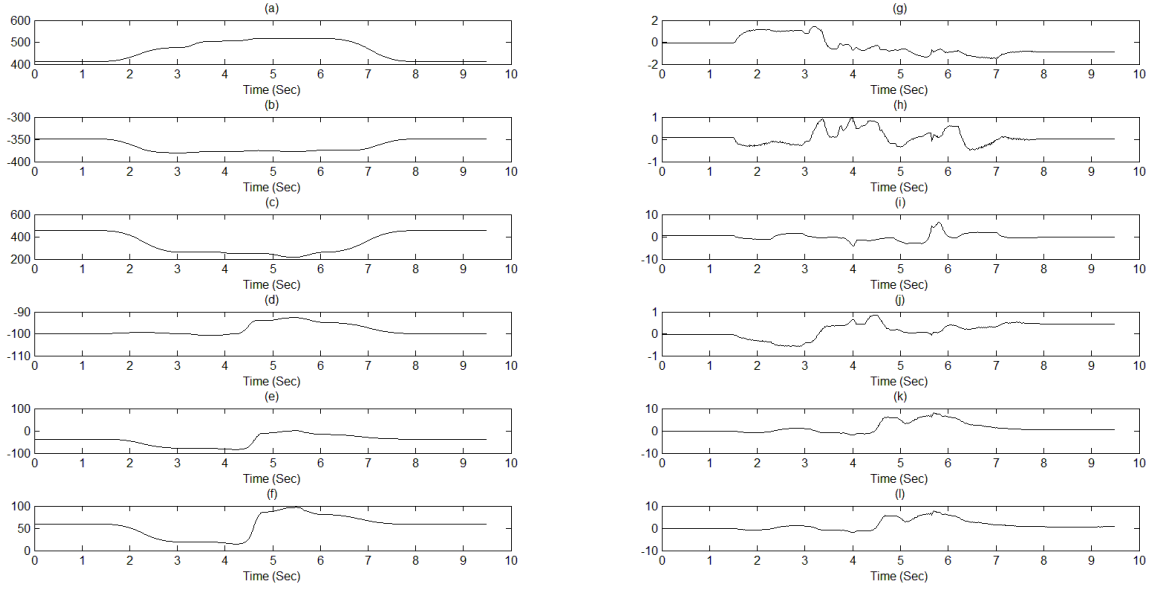 (a)
600
500
400
0 1 2 3 4 5 6 7 8 9 10
Time (Sec)
(b)
-300
-350
-400
0 1 2 3 4 5 6 7 8 9 10
Time (Sec)
(c)
600
400
200
0 1 2 3 4 5 6 7 8 9 10
Time (Sec)
(d)
-90
-100
-110
0 1 2 3 4 5 6 7 8 9 10
Time (Sec)
(e)
100
0
-100
0 1 2 3 4 5 6 7 8 9 10
Time (Sec)
(f)
100
50
0
0 1 2 3 4 5 6 7 8 9 10
Time (Sec)
(g)
2
0
-2
0 1 2 3 4 5 6 7 8 9 10
Time (Sec)
(h)
1
0
-1
0 1 2 3 4 5 6 7 8 9 10
Time (Sec)
(i)
10
0
-10
0 1 2 3 4 5 6 7 8 9 10
Time (Sec)
(j)
1
0
-1
0 1 2 3 4 5 6 7 8 9 10
Time (Sec)
(k)
10
0
-10
0 1 2 3 4 5 6 7 8 9 10
Time (Sec)
(l)
10
0
-10
0 1 2 3 4 5 6 7 8 9 10
Time (Sec)